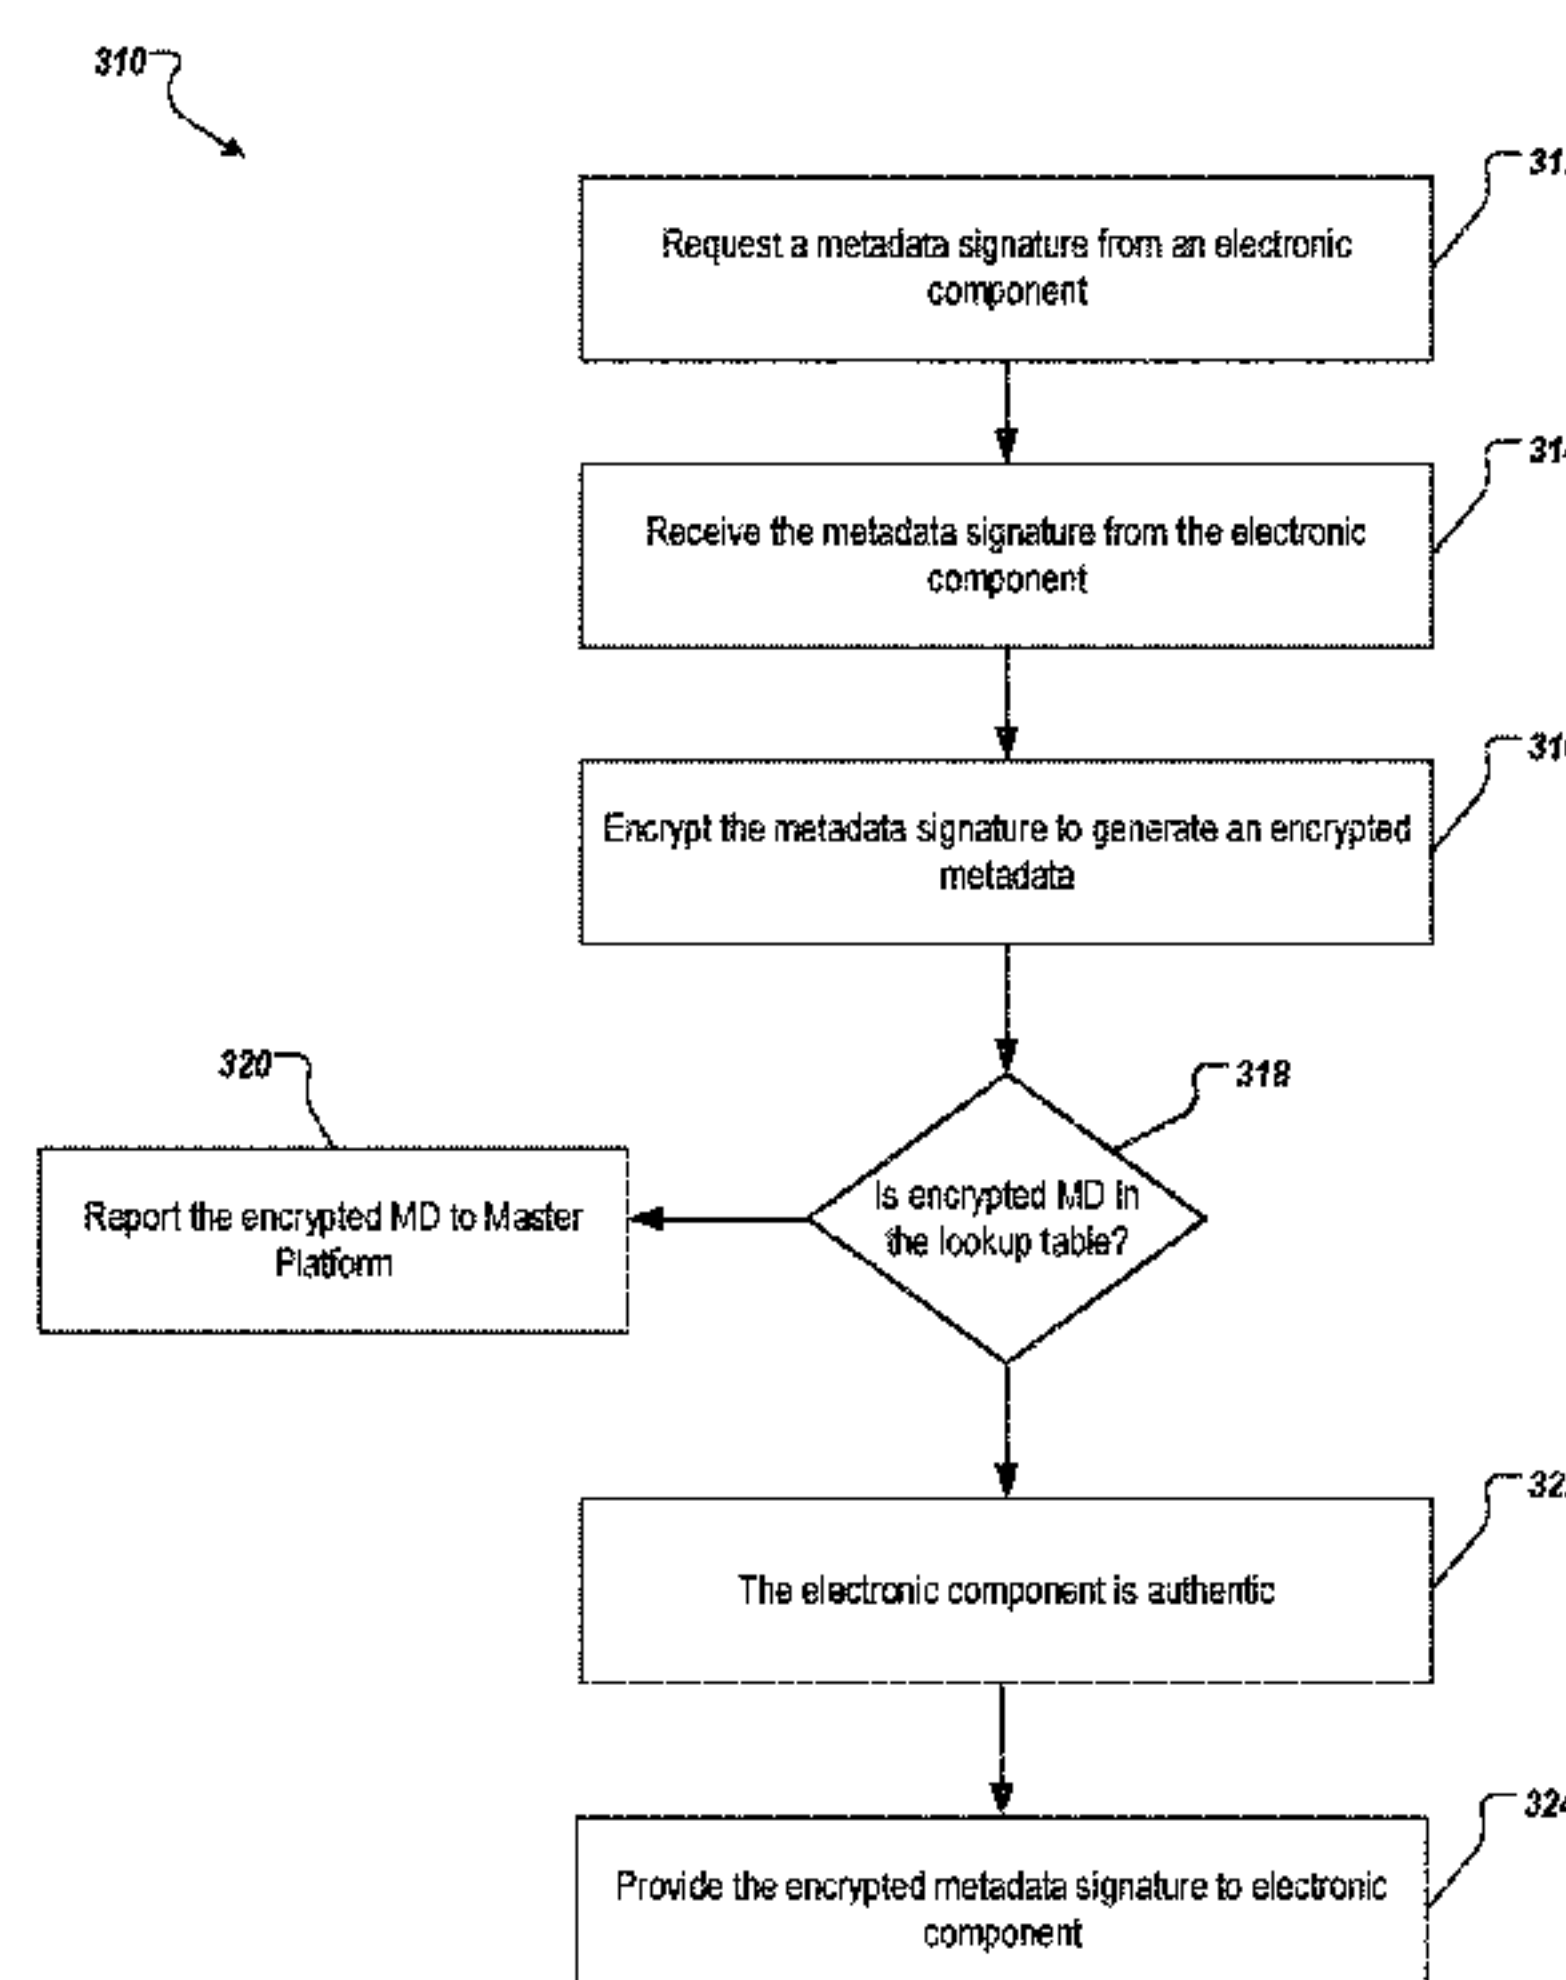 310
Request a metadata signature from an electronic
component
Receive the metadata signature from the electronic
component
Encrypt the metadata signature to generate an encrypted
metadata
320
318
Is encrypted MD in
the lookup table?
Report the encrypted MD to Master
Platform
The electronic component is authentic
Provide the encrypted metadata signature to electronic
component